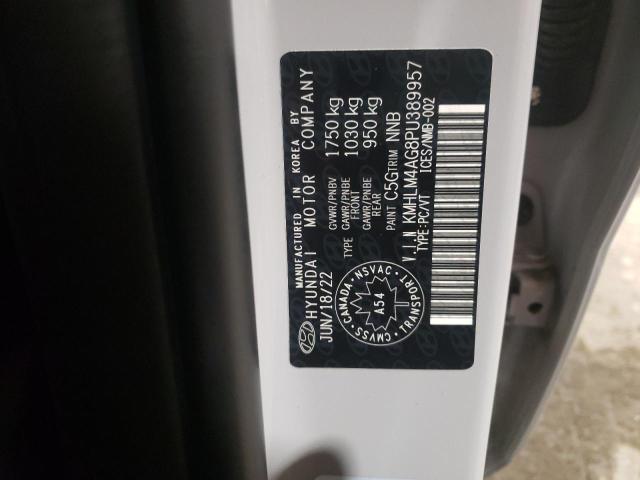 MANUFACTURED IN KOREA BY
HYUNDAI MOTOR COMPANY
JUN/18/22
GVWR/PNBV 1750 kg
TYPE GAWR/PNBE FRONT 1030 kg
GAWR/PNBE REAR 950 kg
PAINT C5G TRIM NNB
CANADA NSVAC
A54
CMVSS TRANSPORT
V I N KMHLM4AG8PU389957
TYPE:PC/VT ICES/NMB-002